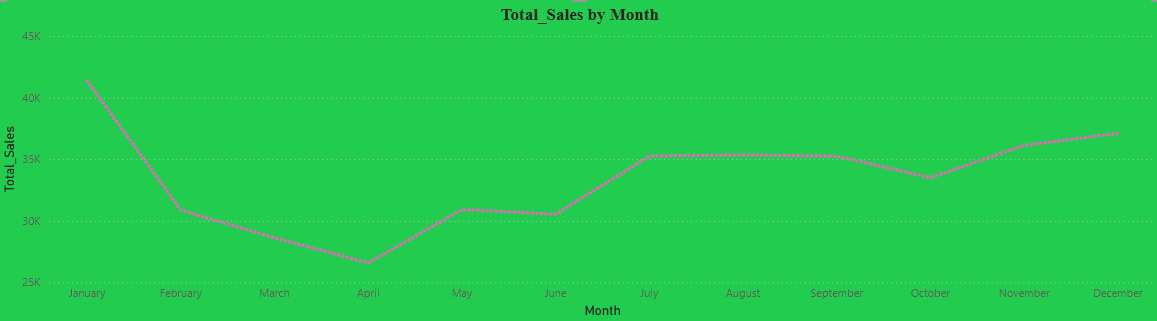 Total_Sales by Month
45K
40K
35K
30K
25K
Total_Sales
January February March April May June July August September October November December
Month